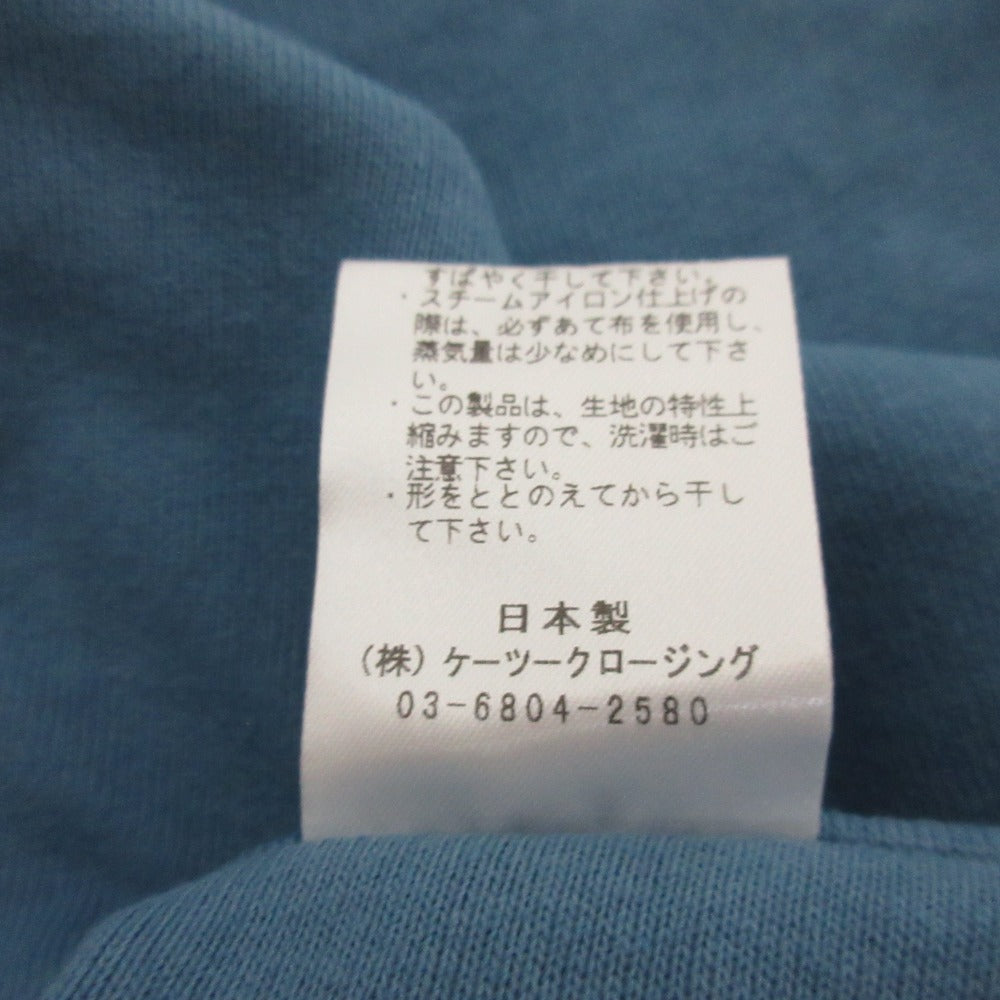 すばやく干して下さい。
・スチームアイロン仕上げの
際は、必ずあて布を使用し、
蒸気量は少なめにして下さ
い。
・この製品は、生地の特性上
縮みますので、洗濯時はご
注意下さい。
・形をととのえてから干し
て下さい。
日本製
(株)ケーツークロージング
03-6804-2580